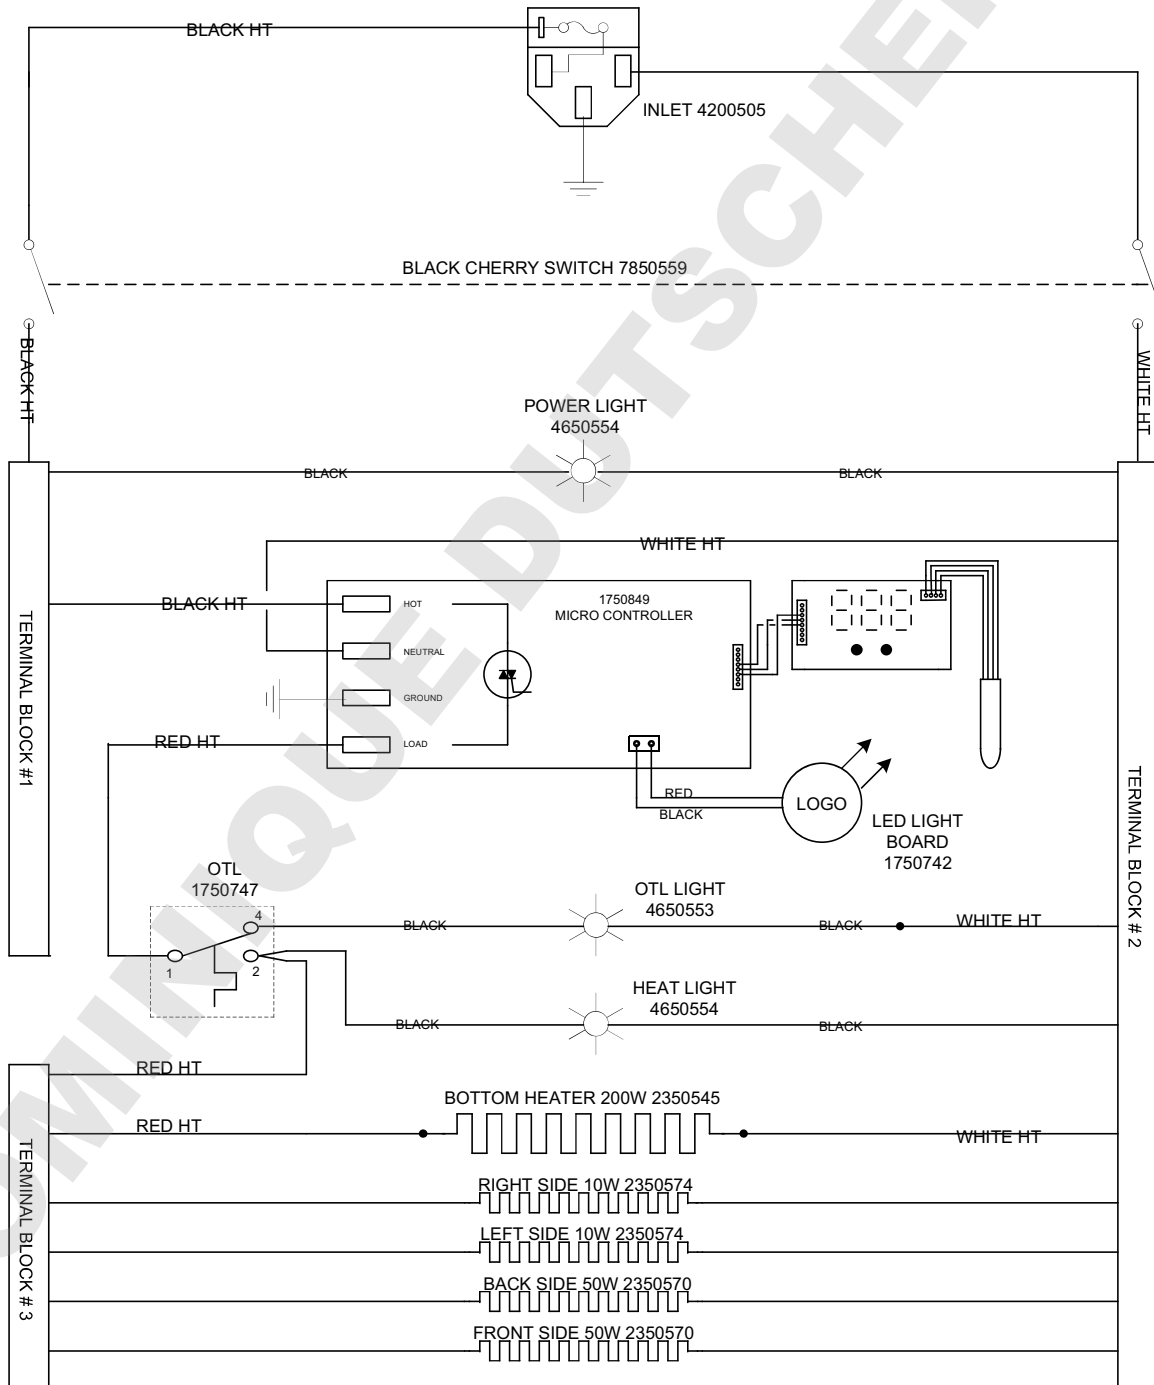 BLACK HT
INLET 4200505
BLACK CHERRY SWITCH 7850559
BLACK HT
WHITE HT
POWER LIGHT
4650554
BLACK
BLACK
WHITE HT
BLACK HT
HOT
1750849
MICRO CONTROLLER
NEUTRAL
GROUND
RED HT
LOAD
TERMINAL BLOCK #1
RED
BLACK
LOGO
LED LIGHT
BOARD
1750742
TERMINAL BLOCK # 2
OTL
1750747
4
1
2
OTL LIGHT
4650553
BLACK
BLACK
WHITE HT
HEAT LIGHT
4650554
BLACK
BLACK
RED HT
BOTTOM HEATER 200W 2350545
RED HT
WHITE HT
TERMINAL BLOCK # 3
RIGHT SIDE 10W 2350574
LEFT SIDE 10W 2350574
BACK SIDE 50W 2350570
FRONT SIDE 50W 2350570
OMINIQUE DUTSCHER